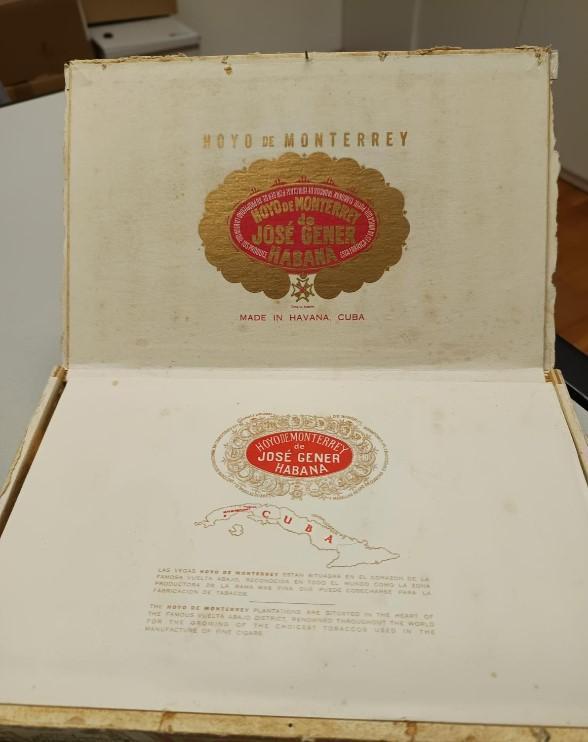 HOYO DE MONTERREY
HOYO DE MONTERREY
de
JOSÉ GENER
HABANA
MADE IN HAVANA, CUBA
HOYO DE MONTERREY
de
JOSÉ GENER
HABANA
CUBA
LAS VEGAS HOYO DE MONTERREY ESTAN SITUADAS EN EL CORAZON DE LA
FAMOSA VUELTA ABAJO, RECONOCIDA EN TODO EL MUNDO COMO LA ZONA
PRODUCTORA DE LA RAMA MAS FINA QUE PUEDE COSECHARSE PARA LA
FABRICACION DE TABACOS.
THE HOYO DE MONTERREY PLANTATIONS ARE SITUATED IN THE HEART OF
THE FAMOUS VUELTA ABAJO DISTRICT, RENOWNED THROUGHOUT THE WORLD
FOR THE GROWING OF THE CHOICEST TOBACCOS USED IN THE
MANUFACTURE OF FINE CIGARS.